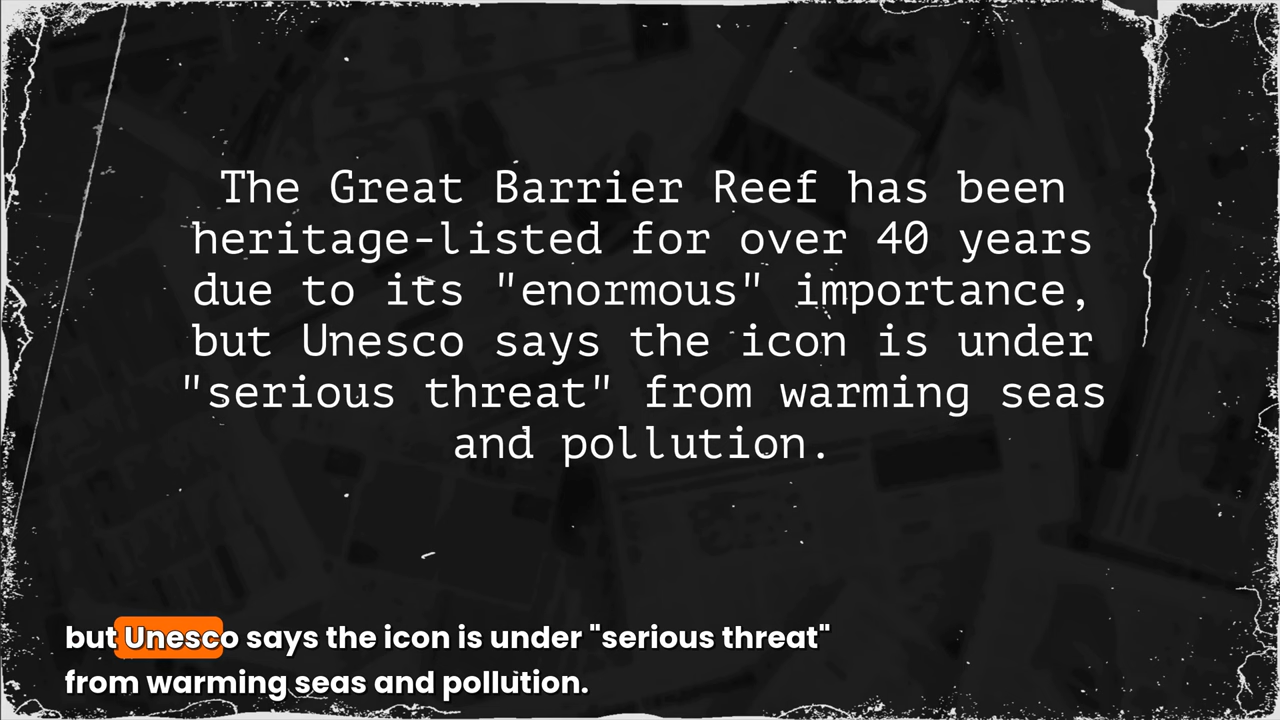 The Great Barrier Reef has been
heritage-listed for over 40 years
due to its "enormous" importance,
but Unesco says the icon is under
"serious threat" from warming seas
and pollution.
but Unesco says the icon is under "serious threat"
from warming seas and pollution.